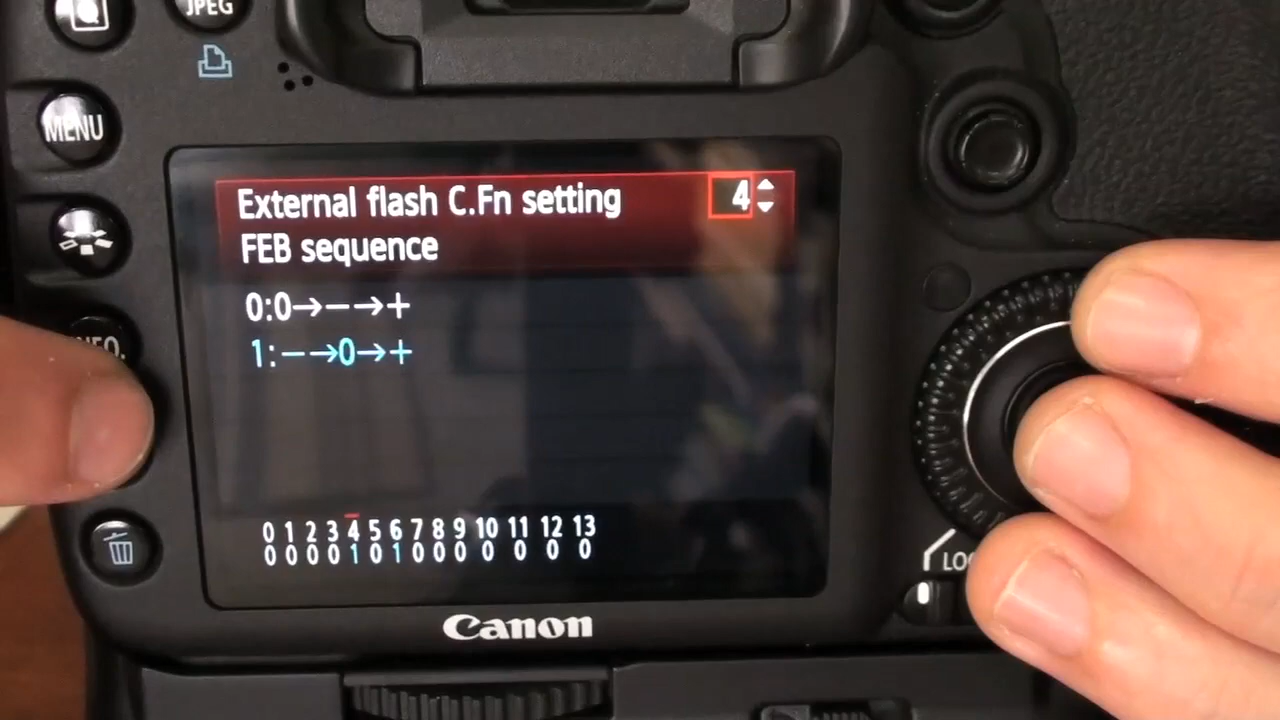 JPEG
MENU
External flash C.Fn setting 4
FEB sequence
0:0→−→+
1:−→0→+
0 1 2 3 4 5 6 7 8 9 10 11 12 13
0 0 0 0 1 0 1 0 0 0 0 0 0 0
Canon